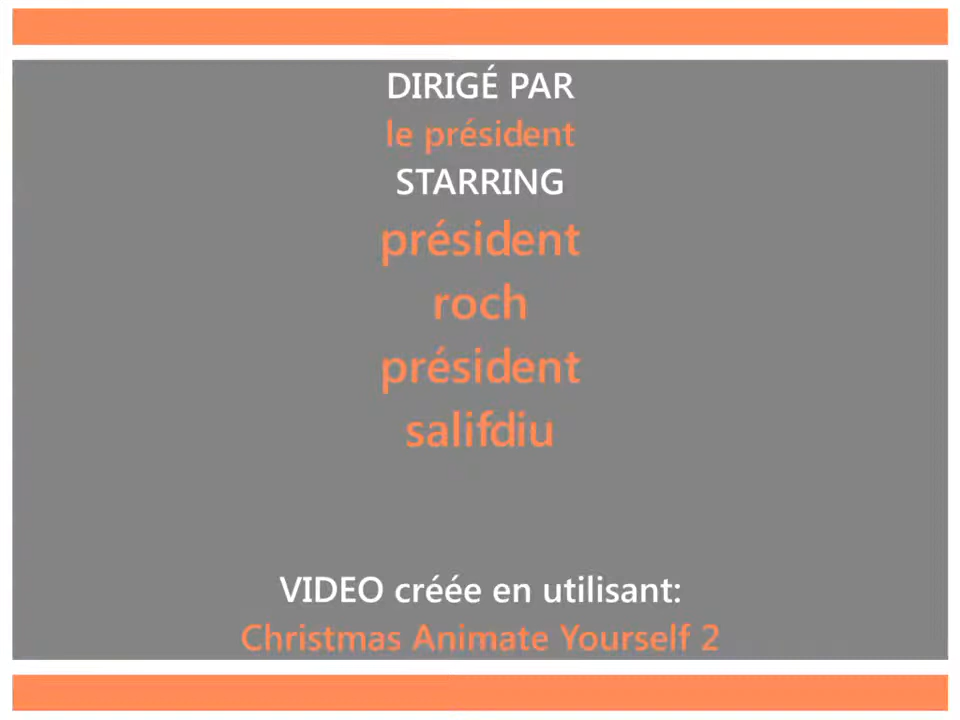 DIRIGÉ PAR
le président
STARRING
président
roch
président
salifdiu
VIDEO créée en utilisant:
Christmas Animate Yourself 2